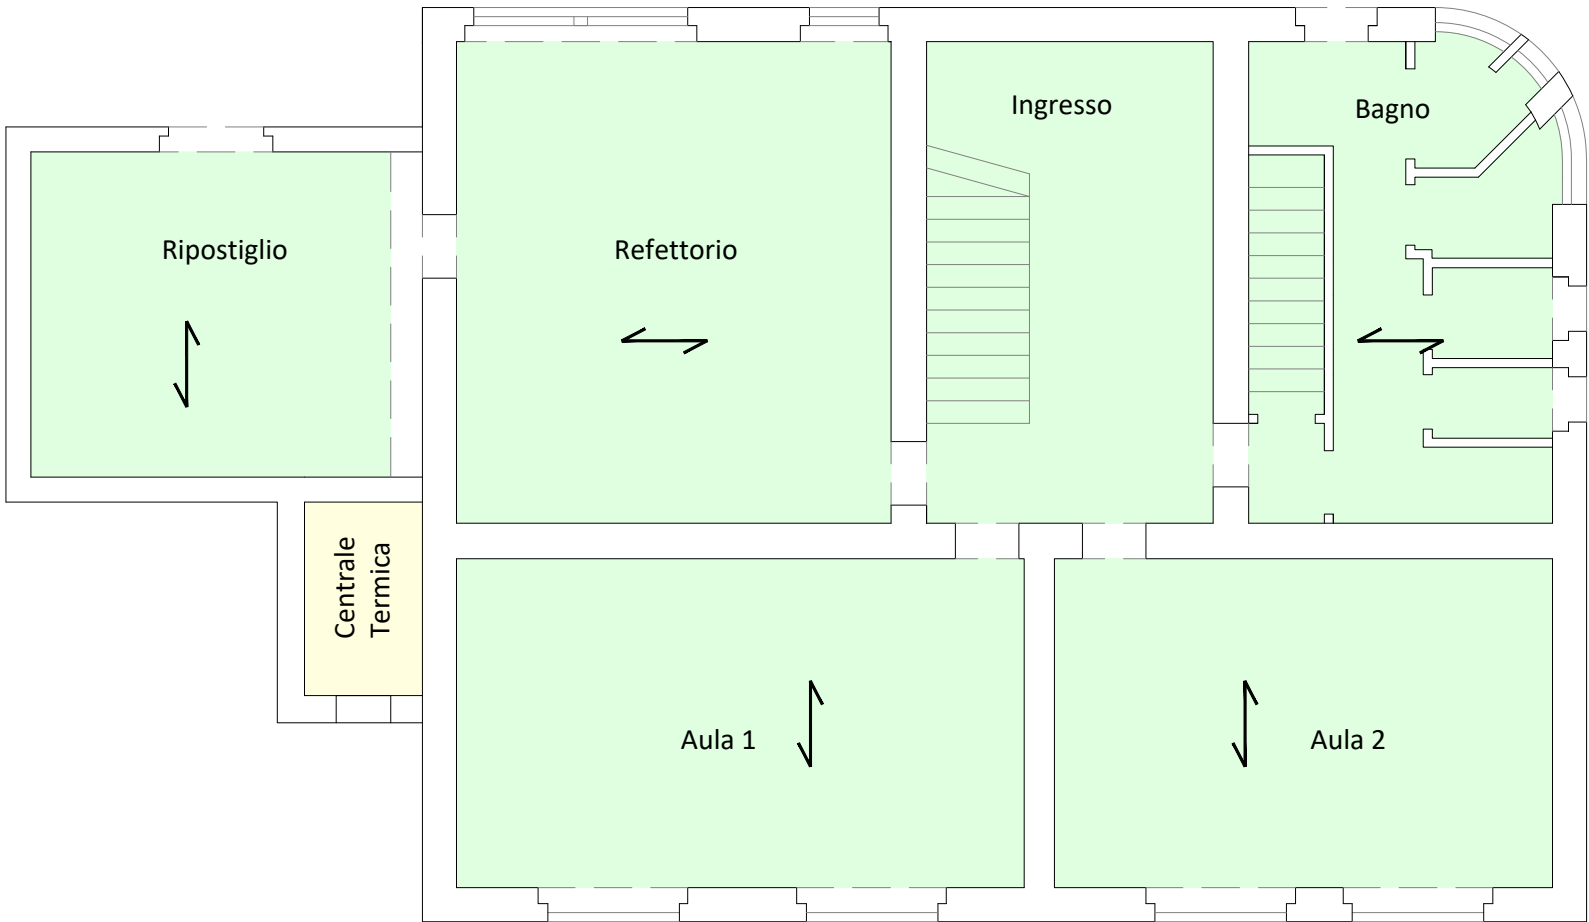 Ingresso
Bagno
Ripostiglio
Refettorio
Centrale
Termica
Aula 1
Aula 2